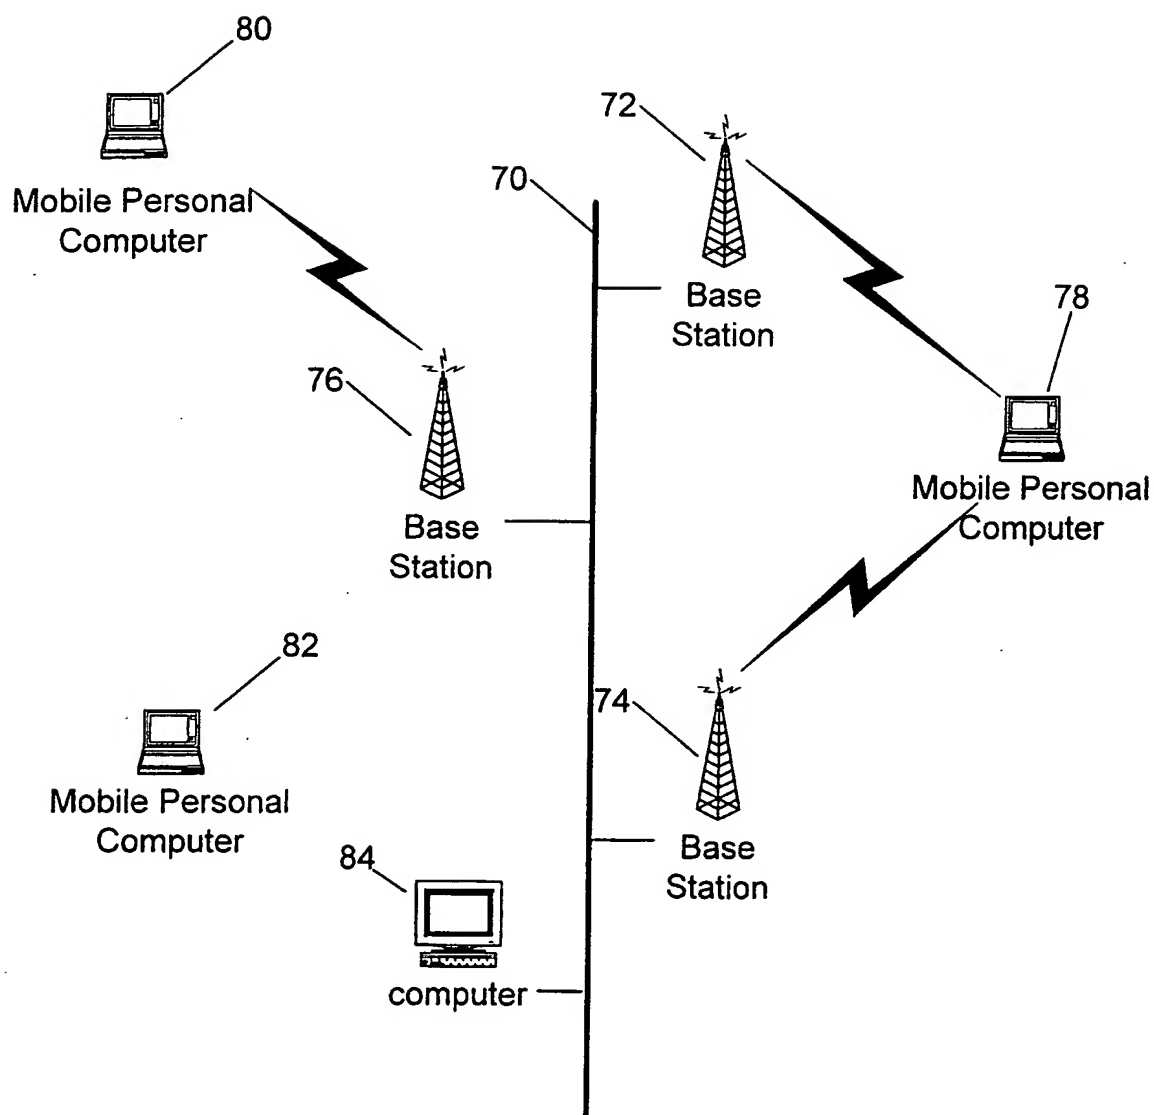 80
Mobile Personal
Computer
72
70
Base
Station
78
Mobile Personal
Computer
76
Base
Station
82
Mobile Personal
Computer
74
Base
Station
84
computer